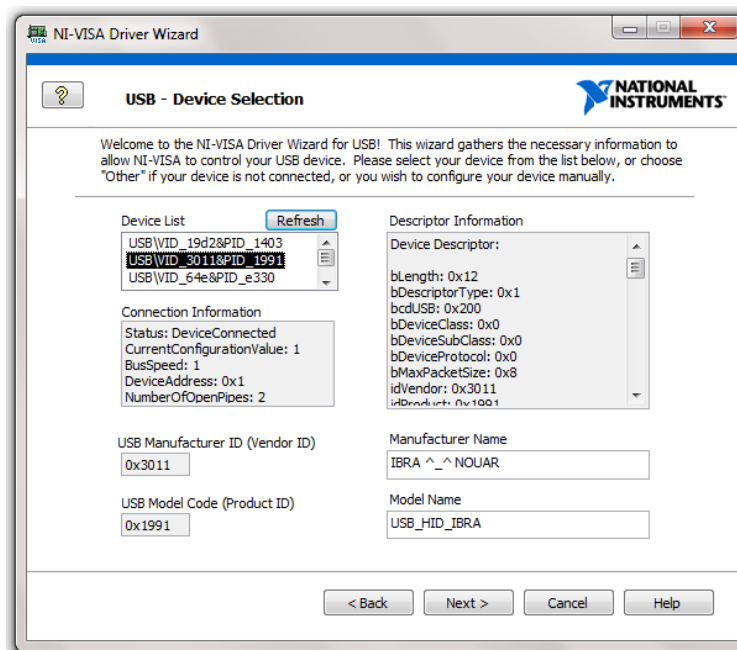 NI-VISA Driver Wizard
USB - Device Selection
NATIONAL
INSTRUMENTS
Welcome to the NI-VISA Driver Wizard for USB! This wizard gathers the necessary information to
allow NI-VISA to control your USB device. Please select your device from the list below, or choose
"Other" if your device is not connected, or you wish to configure your device manually.
Device List
Refresh
USB\VID_19d2&PID_1403
USB\VID_3011&PID_1991
USB\VID_64e&PID_e330
Connection Information
Status: DeviceConnected
CurrentConfigurationValue: 1
BusSpeed: 1
DeviceAddress: 0x1
NumberOfOpenPipes: 2
USB Manufacturer ID (Vendor ID)
0x3011
USB Model Code (Product ID)
0x1991
Descriptor Information
Device Descriptor:
bLength: 0x12
bDescriptorType: 0x1
bcdUSB: 0x200
bDeviceClass: 0x0
bDeviceSubClass: 0x0
bDeviceProtocol: 0x0
bMaxPacketSize: 0x8
idVendor: 0x3011
idProduct: 0x1991
Manufacturer Name
IBRA ^_^ NOUAR
Model Name
USB_HID_IBRA
< Back
Next >
Cancel
Help